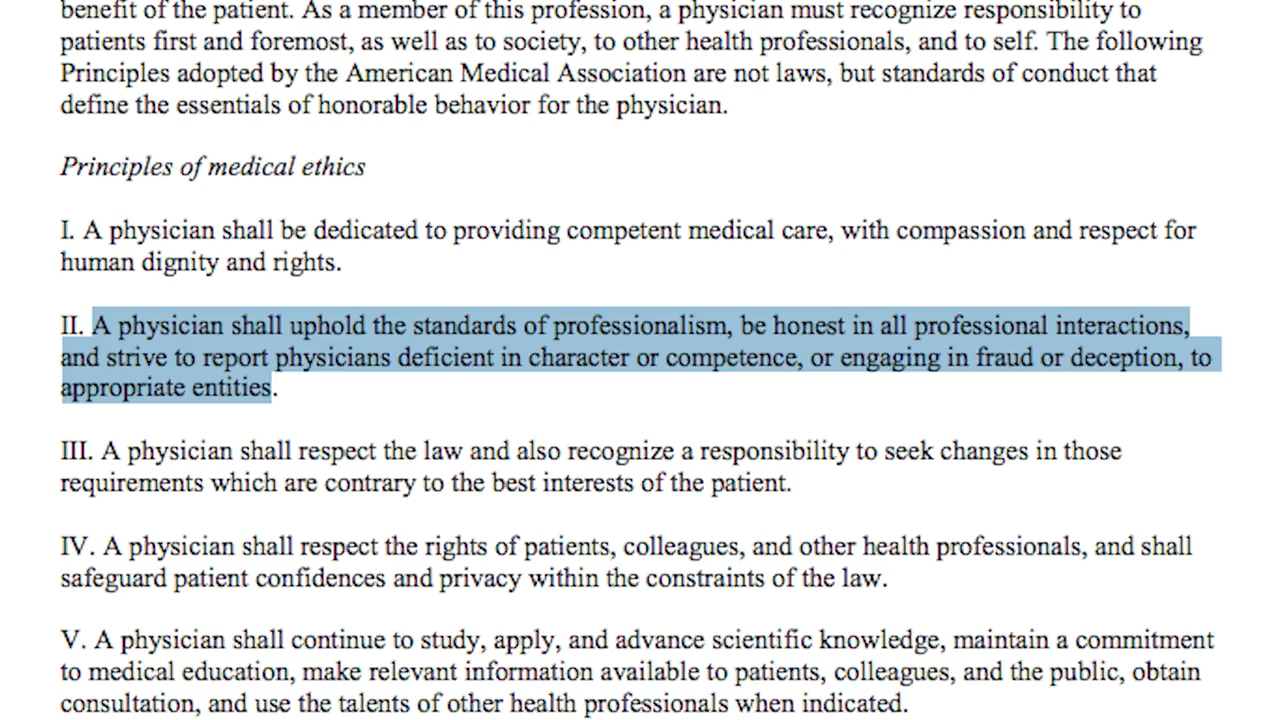 benefit of the patient. As a member of this profession, a physician must recognize responsibility to
patients first and foremost, as well as to society, to other health professionals, and to self. The following
Principles adopted by the American Medical Association are not laws, but standards of conduct that
define the essentials of honorable behavior for the physician.
Principles of medical ethics
I. A physician shall be dedicated to providing competent medical care, with compassion and respect for
human dignity and rights.
II. A physician shall uphold the standards of professionalism, be honest in all professional interactions,
and strive to report physicians deficient in character or competence, or engaging in fraud or deception, to
appropriate entities.
III. A physician shall respect the law and also recognize a responsibility to seek changes in those
requirements which are contrary to the best interests of the patient.
IV. A physician shall respect the rights of patients, colleagues, and other health professionals, and shall
safeguard patient confidences and privacy within the constraints of the law.
V. A physician shall continue to study, apply, and advance scientific knowledge, maintain a commitment
to medical education, make relevant information available to patients, colleagues, and the public, obtain
consultation, and use the talents of other health professionals when indicated.